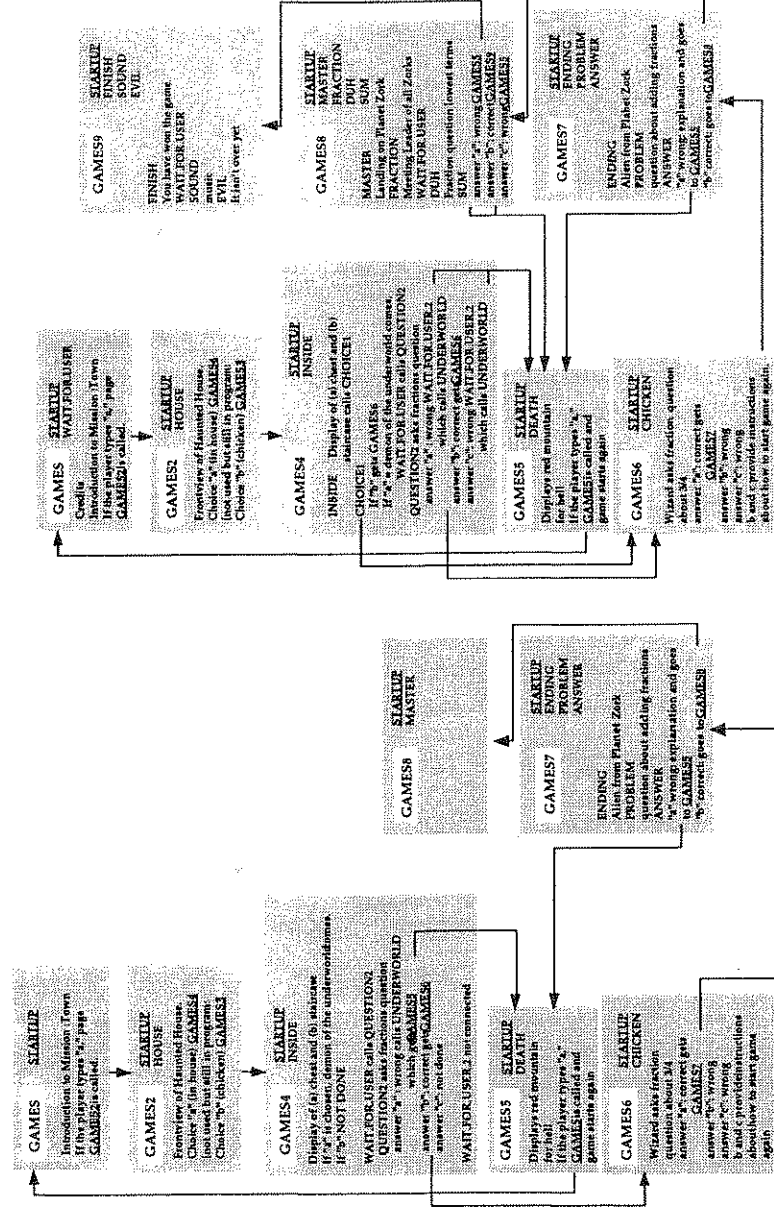 GAMES STARTUP
Introduction to Mission :Town
If the player types "a," page
GAMES2 is called.
GAMES2 STARTUP
HOUSE
Frontview of Haunted House.
Choice "a" (in house) GAMES4
(not used but still in program:
Choice "b" (chicken) GAMES3
GAMES4 STARTUP
INSIDE
Display of (a) chest and (b) staircase
If "a" is chosen, demon of the underworld comes.
If "b" NOT DONE
WAIT.FOR.USER calls QUESTION2
QUESTION2 asks fractions question
answer "a" : wrong calls UNDERWORLD
which gets GAMES5
answer "b": correct gets GAMES6
answer "c": not done
WAIT.FOR.USER.2 not connected
GAMES5 STARTUP
DEATH
Displays red mountain
for hell
If the player types "a,"
GAMES is called and
game starts again
GAMES6 STARTUP
CHICKEN
Wizard asks fraction
question about 3/4
answer "a": correct gets
GAMES7
answer "b": wrong
answer "c": wrong
b and c provide instructions
about how to start game
again
GAMES8 STARTUP
MASTER
GAMES7 STARTUP
ENDING
PROBLEM
ANSWER
ENDING
Alien from Planet Zork
PROBLEM
question about adding fractions
ANSWER
"a" wrong: explanation and goes
to GAMES5
"b" correct: goes to GAMES8
GAMES STARTUP
WAIT.FOR.USER
Credits
Introduction to Mission :Town
If the player types "a," page
GAMES2 is called.
GAMES2 STARTUP
HOUSE
Frontview of Haunted House.
Choice "a" (in house) GAMES4
(not used but still in program:
Choice "b" (chicken) GAMES3
GAMES4 STARTUP
INSIDE
INSIDE Display of (a) chest and (b)
staircase calls CHOICE1
CHOICE1
If "b" gets GAMES6
If "a" a demon of the underworld comes.
WAIT.FOR.USER calls QUESTION2
QUESTION2 asks fractions question
answer "a" : wrong WAIT.FOR.USER.2
which calls UNDERWORLD
answer "b": correct gets GAMES6
answer "c": wrong WAIT.FOR.USER.2
which calls UNDERWORLD
GAMES5 STARTUP
DEATH
Displays red mountain
for hell
If the player types "a,"
GAMES is called and
game starts again
GAMES6 STARTUP
CHICKEN
Wizard asks fraction question
about 3/4
answer "a": correct gets
GAMES7
answer "b": wrong
answer "c": wrong
b and c provide instructions
about how to start game again.
GAMES9 STARTUP
FINISH
SOUND
EVIL
FINISH
You have won the game
WAIT.FOR.USER
SOUND
music
EVIL
It isn't over yet
GAMES8 STARTUP
MASTER
FRACTION
DUH
SUM
MASTER
Landing on Planet Zork
FRACTION
Meeting Leader of all Zorks
WAIT.FOR.USER
DUH
Fraction question lowest terms
SUM
answer "a": wrong GAMES5
answer "b": correct GAMES9
answer "c": wrong GAMES5
GAMES7 STARTUP
ENDING
PROBLEM
ANSWER
ENDING
Alien from Planet Zork
PROBLEM
question about adding fractions
ANSWER
"a" wrong: explanation and goes
to GAMES5
"b" correct: goes to GAMES8